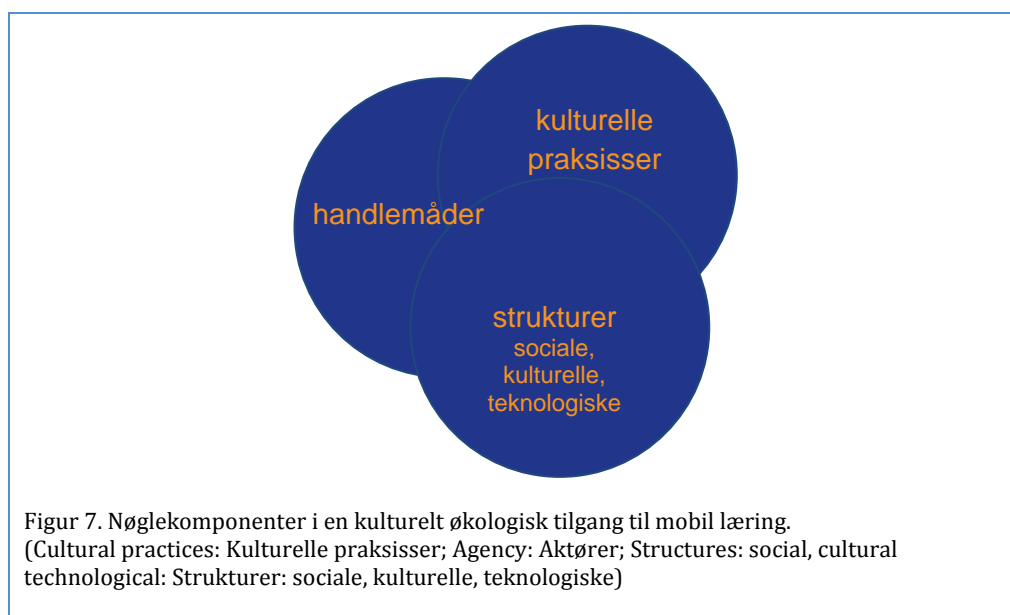 kulturelle
praksisser
handlemåder
strukturer
sociale,
kulturelle,
teknologiske
Figur 7. Nøglekomponenter i en kulturelt økologisk tilgang til mobil læring.
(Cultural practices: Kulturelle praksisser; Agency: Aktører; Structures: social, cultural
technological: Strukturer: sociale, kulturelle, teknologiske)